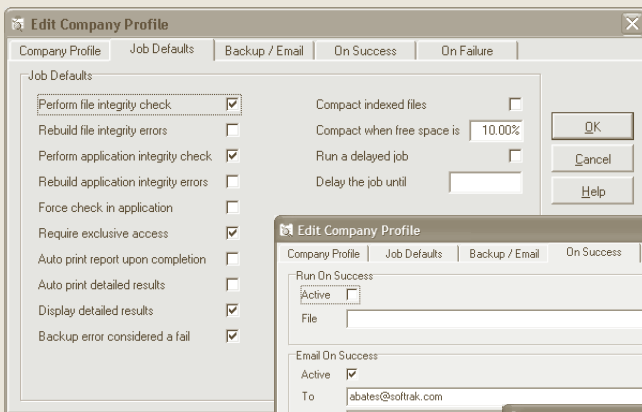 Edit Company Profile
Company Profile Job Defaults Backup / Email On Success On Failure
Job Defaults
Perform file integrity check
Rebuild file integrity errors
Perform application integrity check
Rebuild application integrity errors
Force check in application
Require exclusive access
Auto print report upon completion
Auto print detailed results
Display detailed results
Backup error considered a fail
Compact indexed files
Compact when free space is 10.00%
Run a delayed job
Delay the job until
OK
Cancel
Help
Edit Company Profile
Company Profile Job Defaults Backup / Email On Success
Run On Success
Active
File
Email On Success
Active
To abates@softrak.com